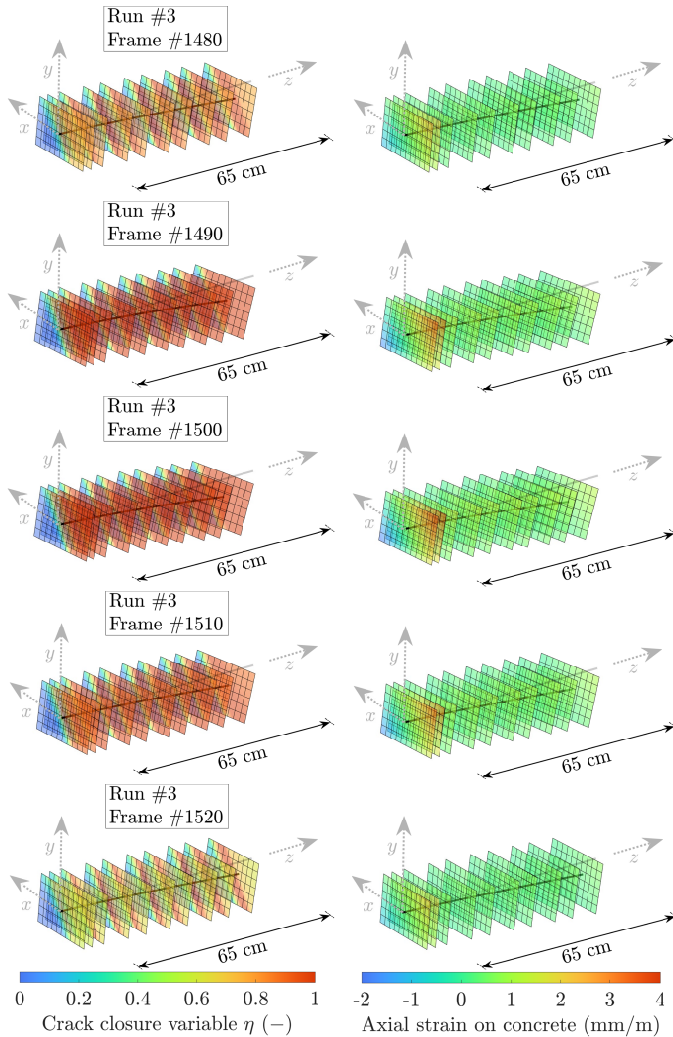 Run #3
Frame #1480
y
x
z
65 cm
y
x
z
65 cm
Run #3
Frame #1490
y
x
z
65 cm
y
x
z
65 cm
Run #3
Frame #1500
y
x
z
65 cm
y
x
z
65 cm
Run #3
Frame #1510
y
x
z
65 cm
y
x
z
65 cm
Run #3
Frame #1520
y
x
z
65 cm
y
x
z
65 cm
0 0.2 0.4 0.6 0.8 1
Crack closure variable η (−)
-2 -1 0 1 2 3 4
Axial strain on concrete (mm/m)